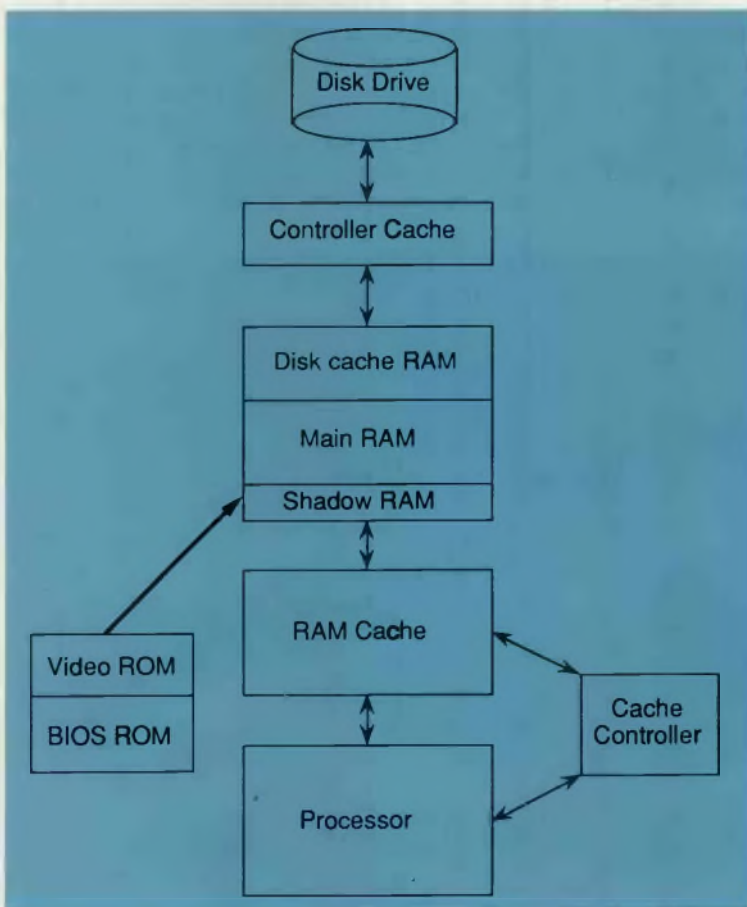 Disk Drive
Controller Cache
Disk cache RAM
Main RAM
Shadow RAM
RAM Cache
Video ROM
BIOS ROM
Cache
Controller
Processor